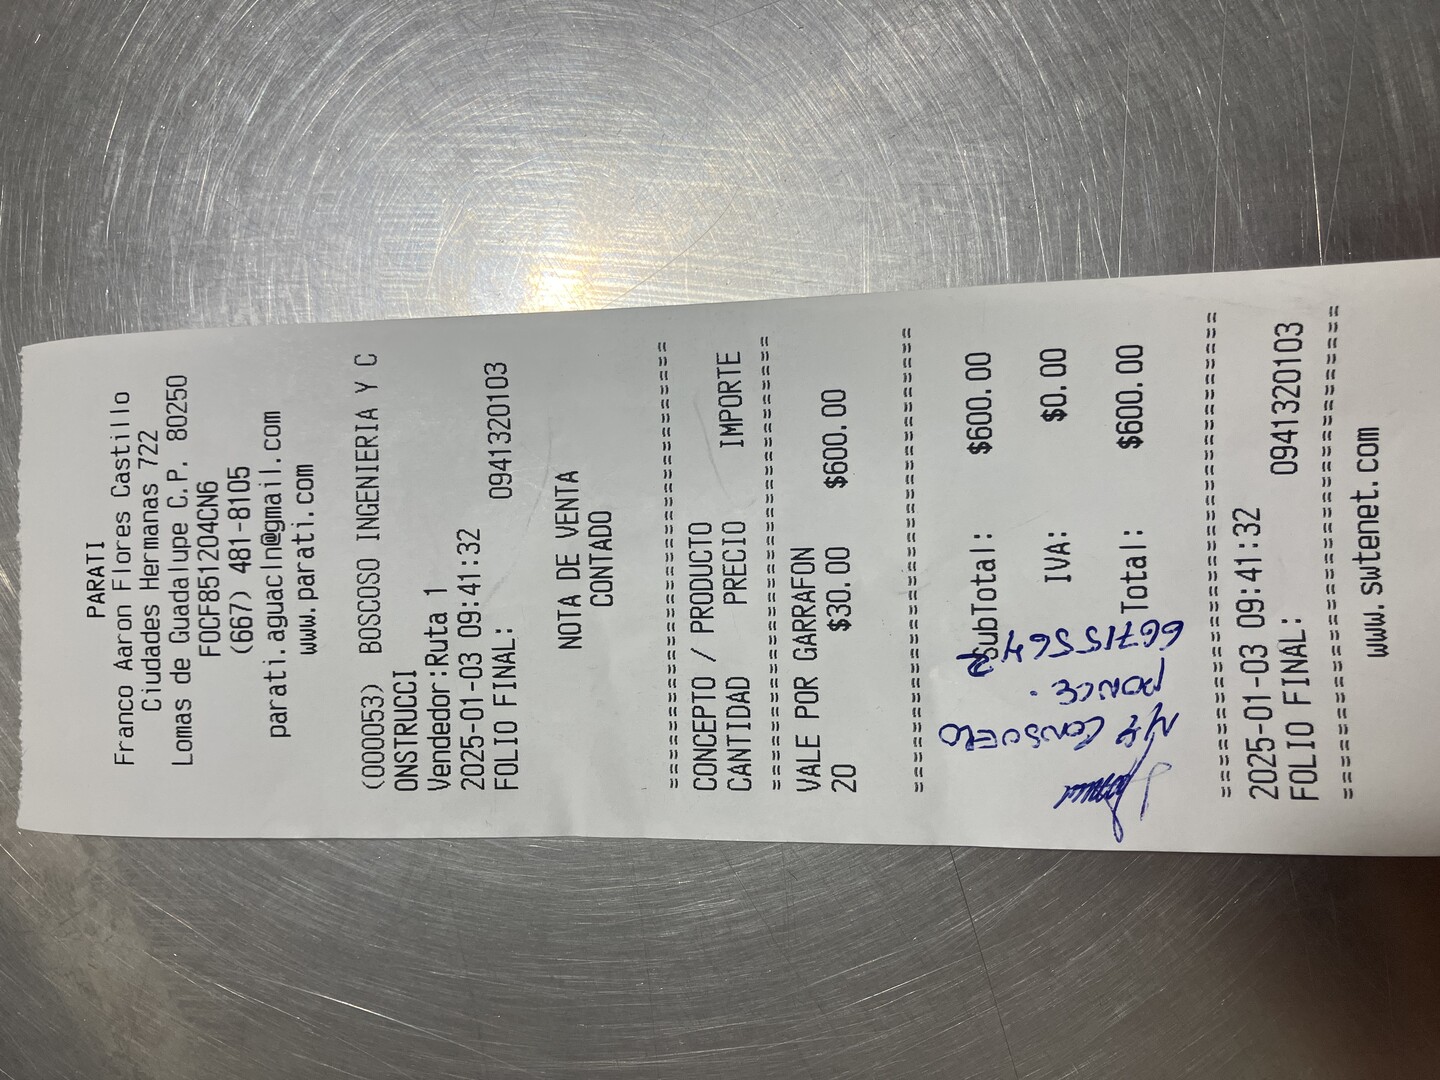 PARATI
Franco Aaron Flores Castillo
Ciudades Hermanas 722
Lomas de Guadalupe C.P. 80250
FOCF851204CN6
(667) 481-8105
parati.aguacln@gmail.com
www.parati.com
(000053) BOSCOSO INGENIERIA Y C
ONSTRUCCI
Vendedor:Ruta 1
2025-01-03 09:41:32
FOLIO FINAL: 0941320103
NOTA DE VENTA
CONTADO
==============================
CONCEPTO / PRODUCTO
CANTIDAD PRECIO IMPORTE
==============================
VALE POR GARRAFON
20 $30.00 $600.00
==============================
SubTotal: $600.00
IVA: $0.00
Total: $600.00
CONSUELO
PONCE.
==============================
2025-01-03 09:41:32
FOLIO FINAL: 0941320103
==============================
www.swtenet.com